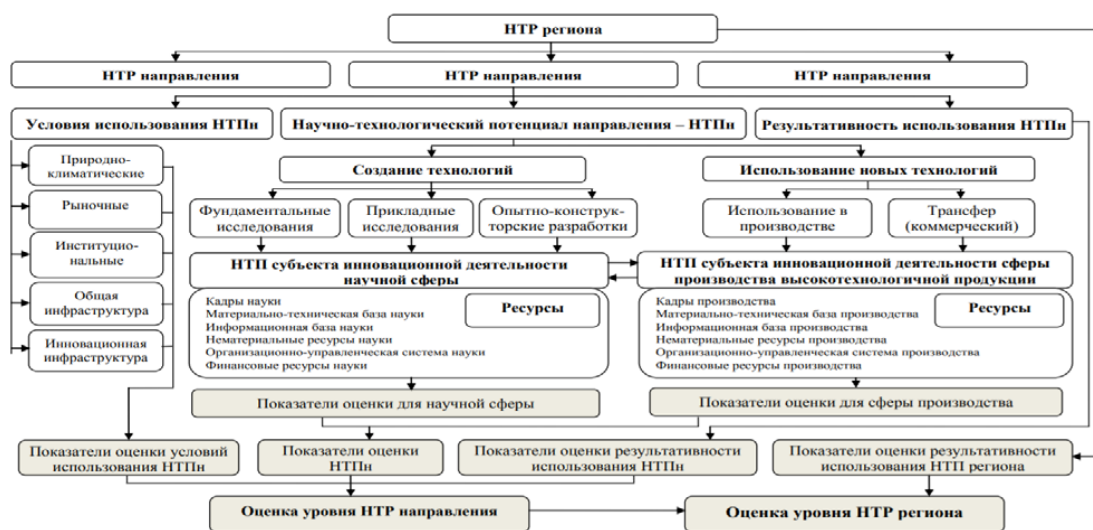 НТР региона
НТР направления
НТР направления
НТР направления
Условия использования НТПн
Научно-технологический потенциал направления – НТПн
Результативность использования НТПн
Природно-
климатические
Рыночные
Институцио-
нальные
Общая
инфраструктура
Инновационная
инфраструктура
Создание технологий
Использование новых технологий
Фундаментальные
исследования
Прикладные
исследования
Опытно-конструк-
торские разработки
Использование в
производстве
Трансфер
(коммерческий)
НТП субъекта инновационной деятельности
научной сферы
НТП субъекта инновационной деятельности сферы
производства высокотехнологичной продукции
Ресурсы
Кадры науки
Материально-техническая база науки
Информационная база науки
Нематериальные ресурсы науки
Организационно-управленческая система науки
Финансовые ресурсы науки
Ресурсы
Кадры производства
Материально-техническая база производства
Информационная база производства
Нематериальные ресурсы производства
Организационно-управленческая система производства
Финансовые ресурсы производства
Показатели оценки для научной сферы
Показатели оценки для сферы производства
Показатели оценки условий
использования НТПн
Показатели оценки
НТПн
Показатели оценки результативности
использования НТПн
Показатели оценки результативности
использования НТП региона
Оценка уровня НТР направления
Оценка уровня НТР региона